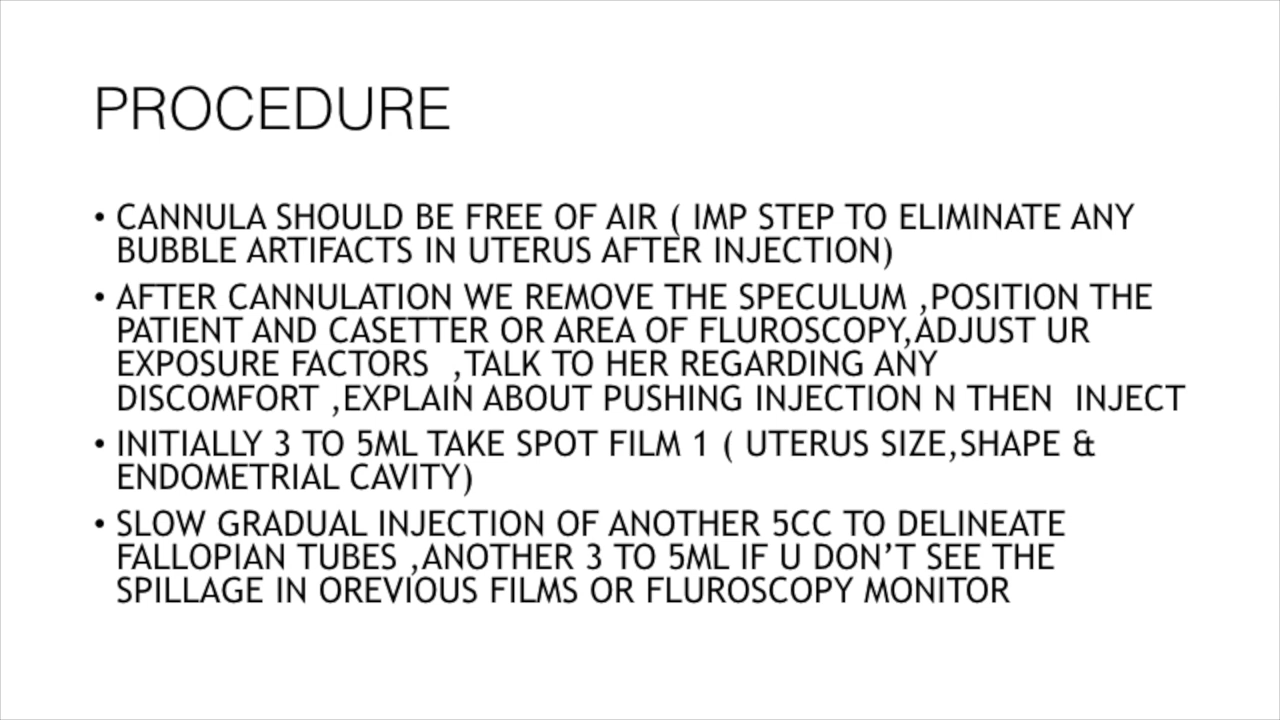 PROCEDURE
• CANNULA SHOULD BE FREE OF AIR ( IMP STEP TO ELIMINATE ANY
BUBBLE ARTIFACTS IN UTERUS AFTER INJECTION)
• AFTER CANNULATION WE REMOVE THE SPECULUM ,POSITION THE
PATIENT AND CASETTER OR AREA OF FLUROSCOPY,ADJUST UR
EXPOSURE FACTORS  ,TALK TO HER REGARDING ANY
DISCOMFORT ,EXPLAIN ABOUT PUSHING INJECTION N THEN  INJECT
• INITIALLY 3 TO 5ML TAKE SPOT FILM 1 ( UTERUS SIZE,SHAPE &
ENDOMETRIAL CAVITY)
• SLOW GRADUAL INJECTION OF ANOTHER 5CC TO DELINEATE
FALLOPIAN TUBES ,ANOTHER 3 TO 5ML IF U DON’T SEE THE
SPILLAGE IN OREVIOUS FILMS OR FLUROSCOPY MONITOR